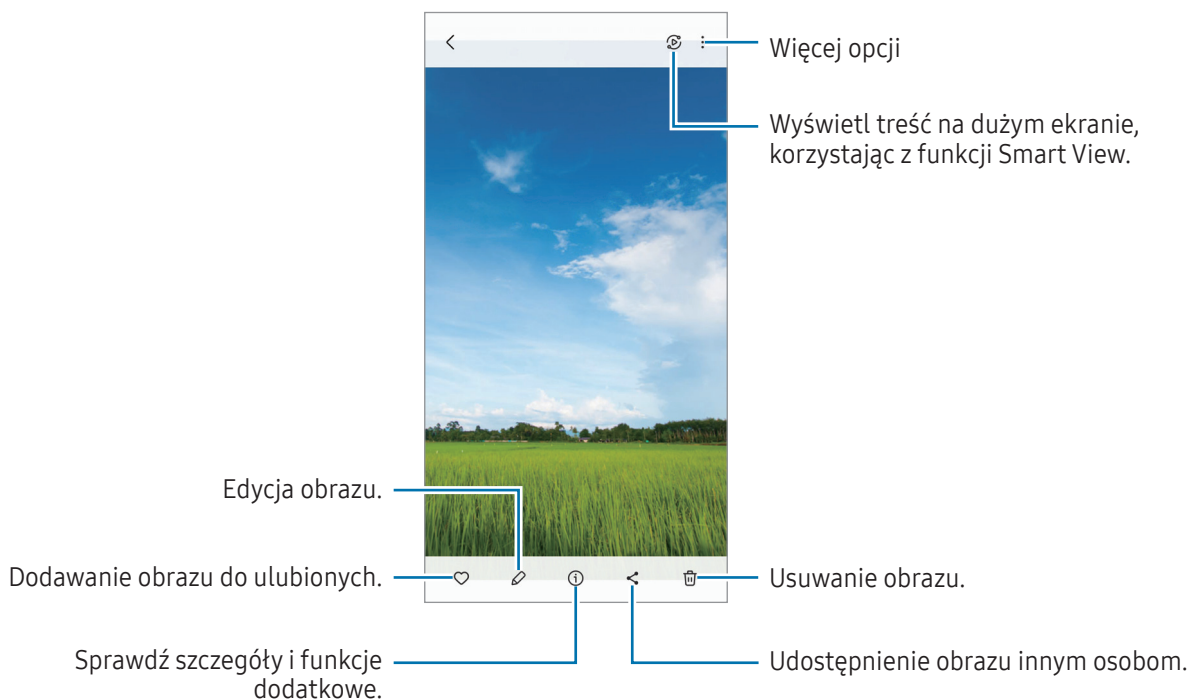 Więcej opcji
Wyświetl treść na dużym ekranie,
korzystając z funkcji Smart View.
Edycja obrazu.
Dodawanie obrazu do ulubionych.
Usuwanie obrazu.
Sprawdź szczegóły i funkcje
dodatkowe.
Udostępnienie obrazu innym osobom.